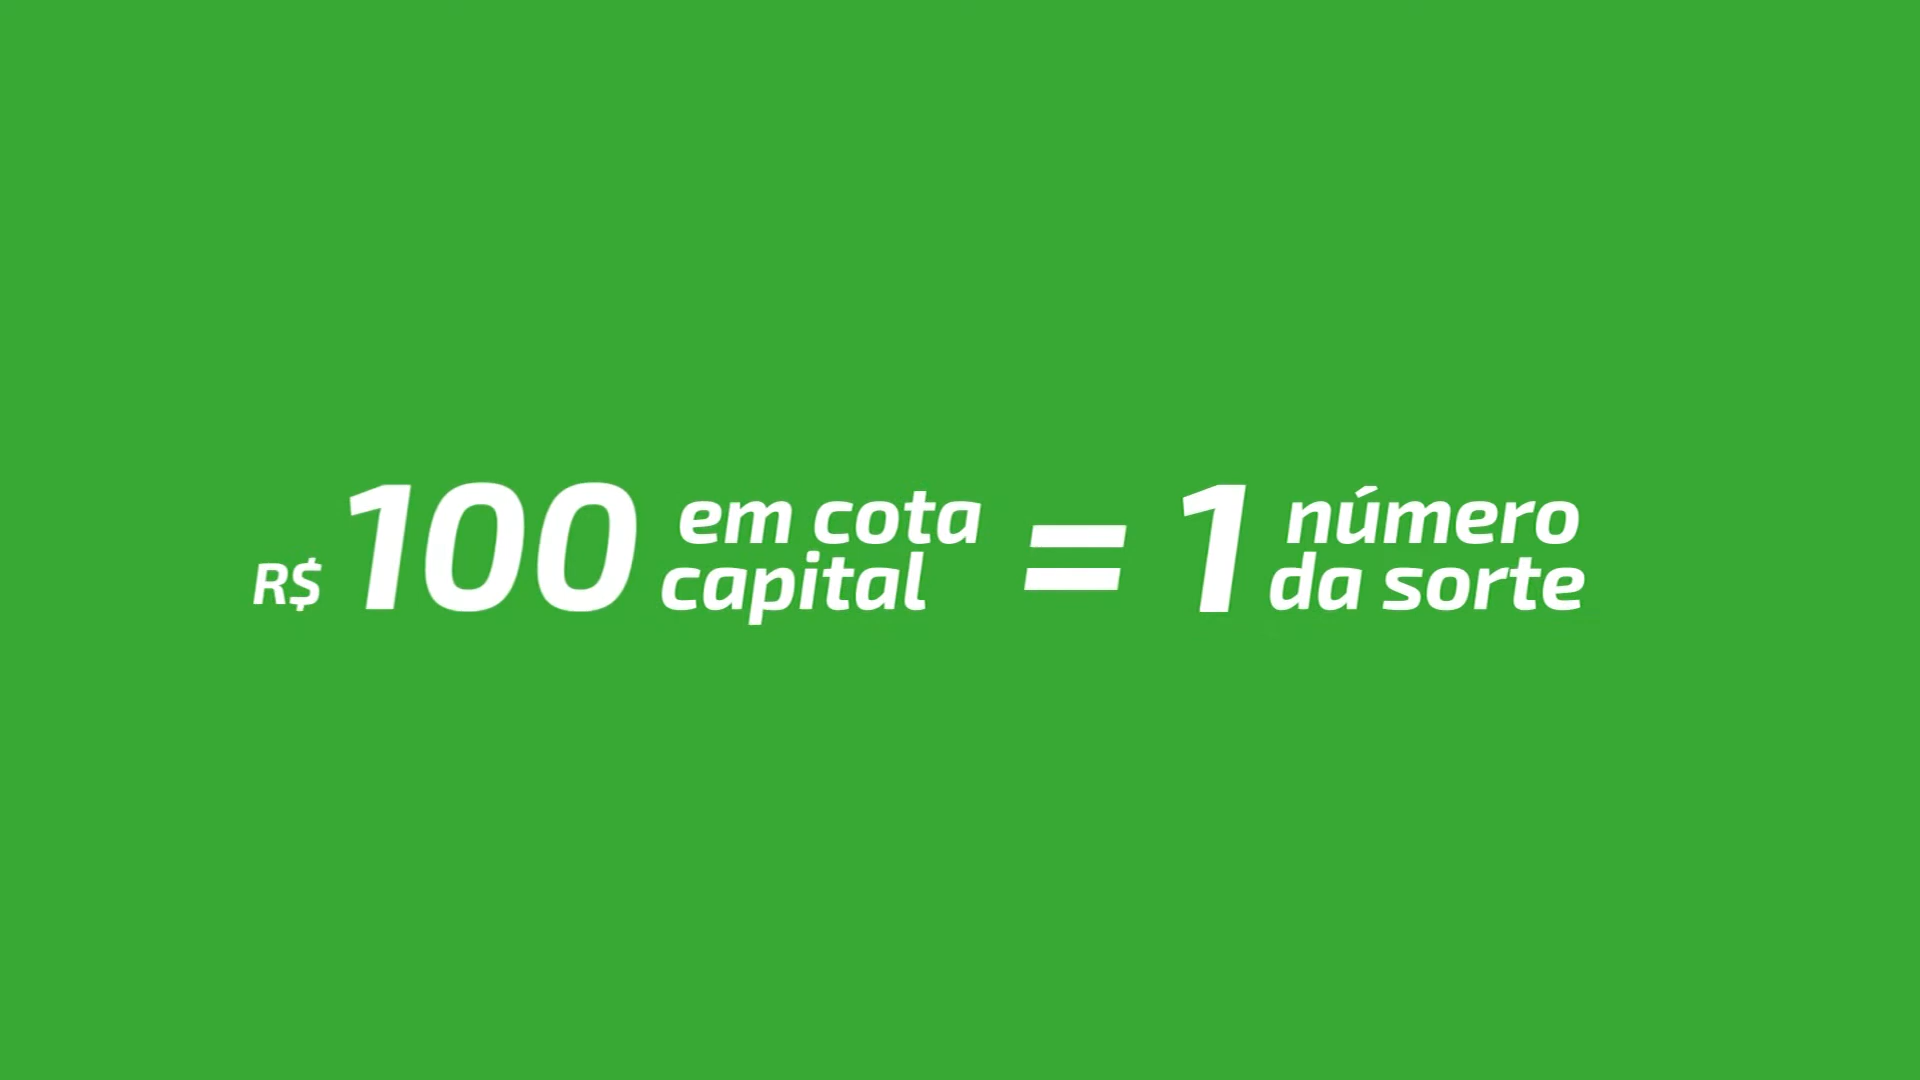 R$ 100 em cota capital = 1 número da sorte